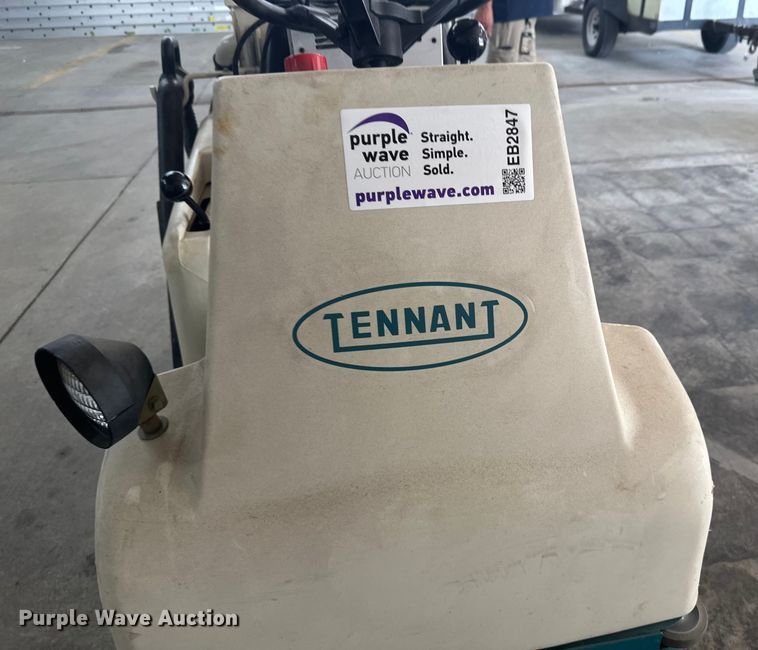 purple
wave
AUCTION
Straight.
Simple.
Sold.
purplewave.com
EB2847
TENNANT
Purple Wave Auction